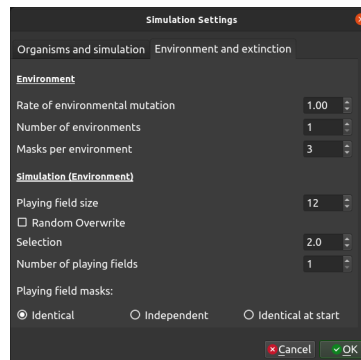 Simulation Settings
Organisms and simulation Environment and extinction
Environment
Rate of environmental mutation 1.00
Number of environments 1
Masks per environment 3
Simulation (Environment)
Playing field size 12
Random Overwrite
Selection 2.0
Number of playing fields 1
Playing field masks:
Identical Independent Identical at start
Cancel OK